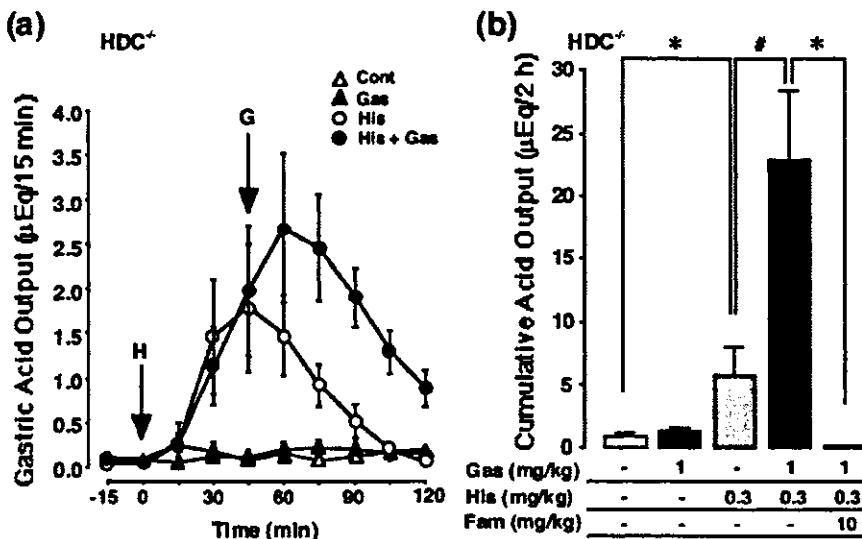 (a)
HDC-/-
Cont
Gas
His
His + Gas
Gastric Acid Output (μEq/15 min)
4.0
3.5
3.0
2.5
2.0
1.5
1.0
0.5
0.0
H
G
-15 0 30 60 90 120
Time (min)
(b)
HDC-/-
* # *
Cumulative Acid Output (μEq/2 h)
30
25
20
15
10
5
0
Gas (mg/kg) - 1 - 1 1
His (mg/kg) - - 0.3 0.3 0.3
Fam (mg/kg) - - - - 10